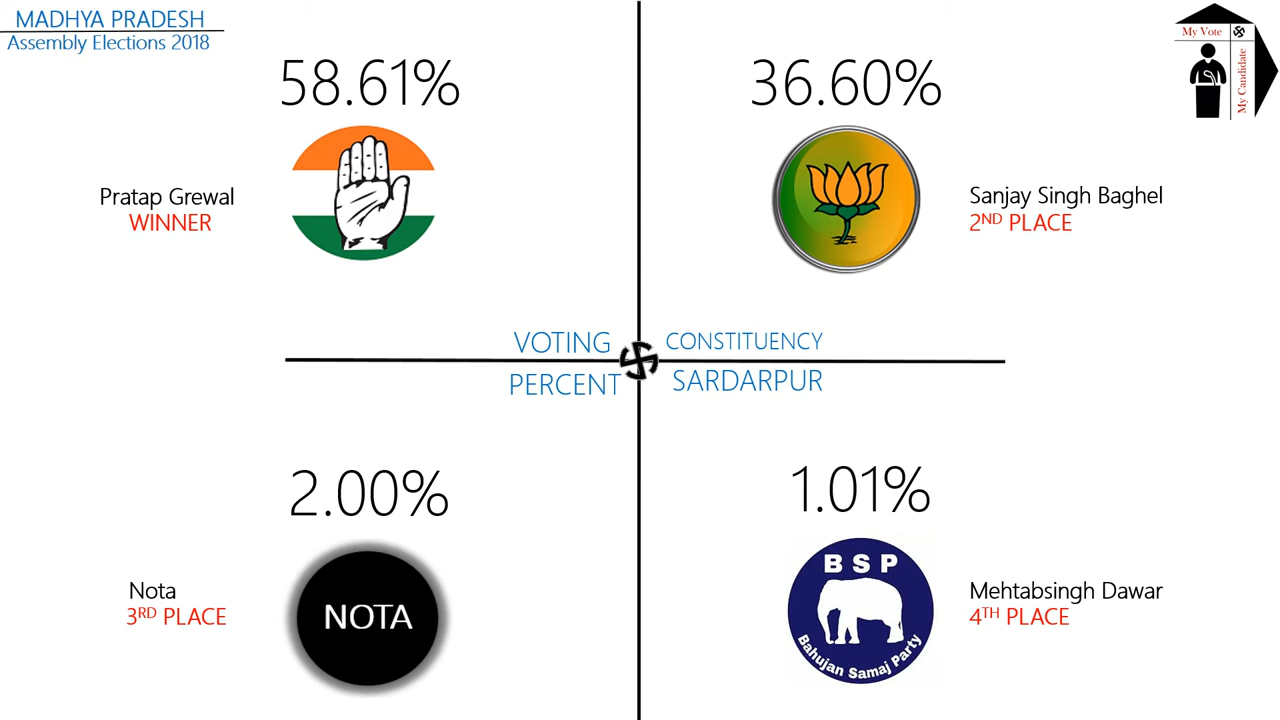 MADHYA PRADESH
Assembly Elections 2018
My Vote
My Candidate
58.61%
Pratap Grewal
WINNER
36.60%
Sanjay Singh Baghel
2ND PLACE
VOTING
PERCENT
CONSTITUENCY
SARDARPUR
2.00%
Nota
3RD PLACE
NOTA
1.01%
BSP
Bahujan Samaj Party
Mehtabsingh Dawar
4TH PLACE